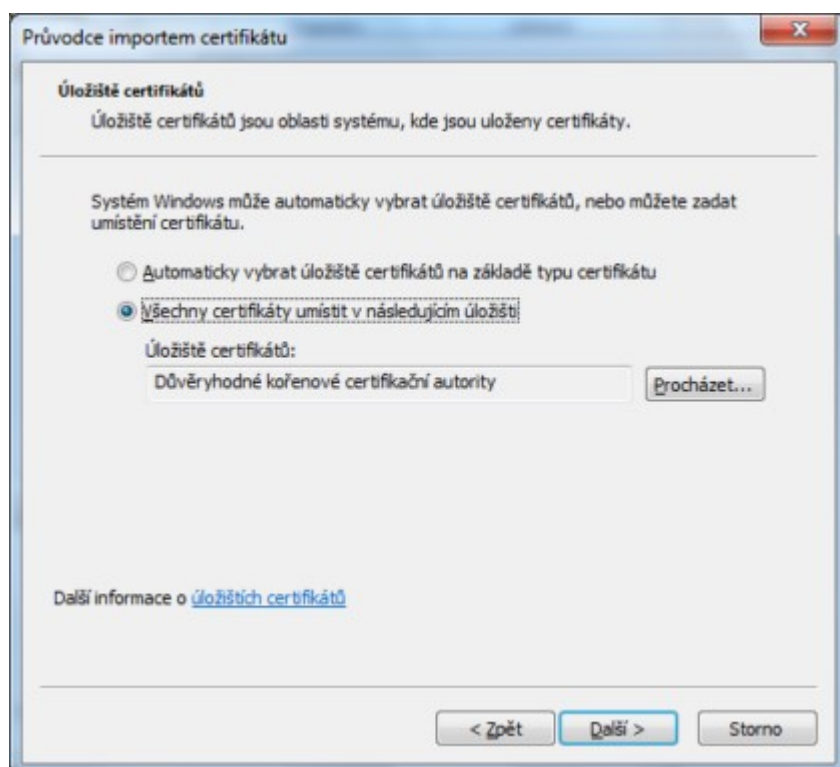 Průvodce importem certifikátu
Úložiště certifikátů
Úložiště certifikátů jsou oblasti systému, kde jsou uloženy certifikáty.
Systém Windows může automaticky vybrat úložiště certifikátů, nebo můžete zadat
umístění certifikátu.
Automaticky vybrat úložiště certifikátů na základě typu certifikátu
Všechny certifikáty umístit v následujícím úložišti
Úložiště certifikátů:
Důvěryhodné kořenové certifikační autority
Procházet...
Další informace o úložištích certifikátů
< Zpět
Další >
Storno